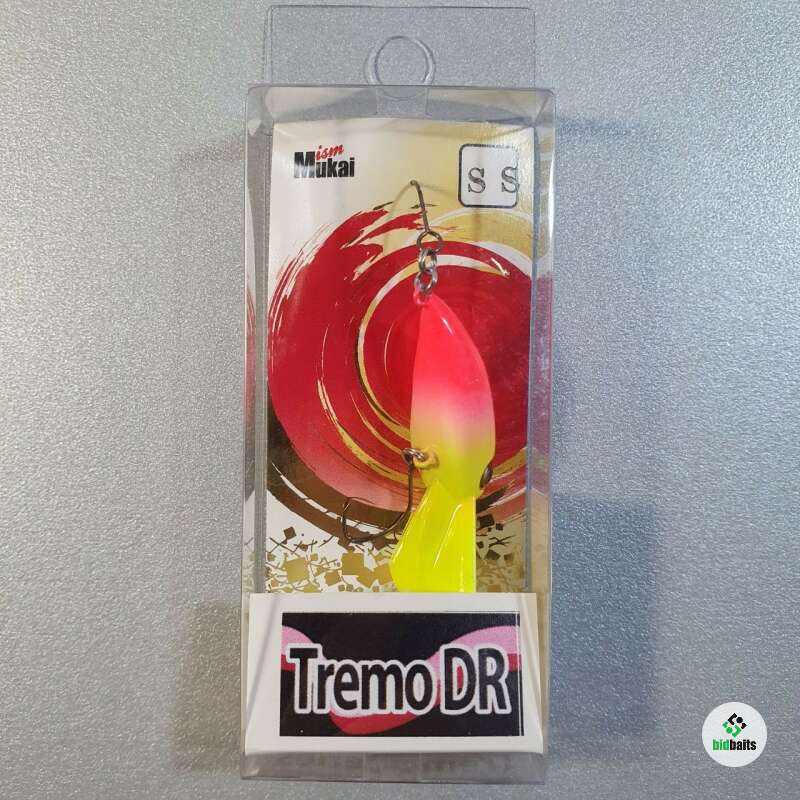 ism
Mukai
S S
Tremo DR
bidbaits